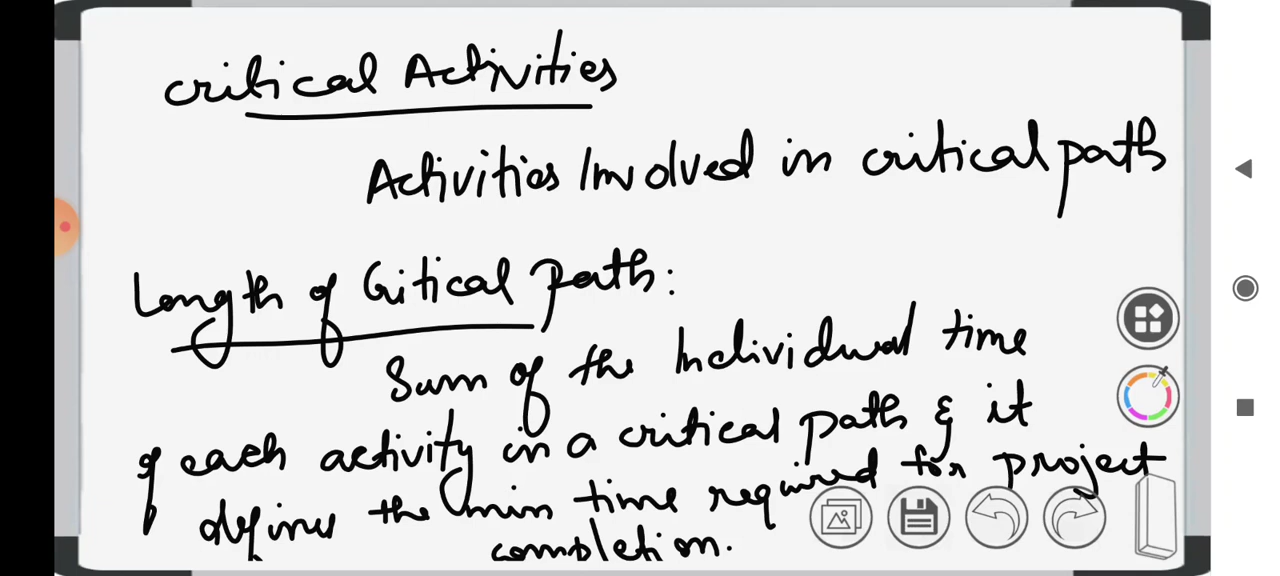 Critical Activities
Activities Involved in critical path
Length of Critical path:
Sum of the Individual time
of each activity in a critical path & it
defines the min time required for project
completion.